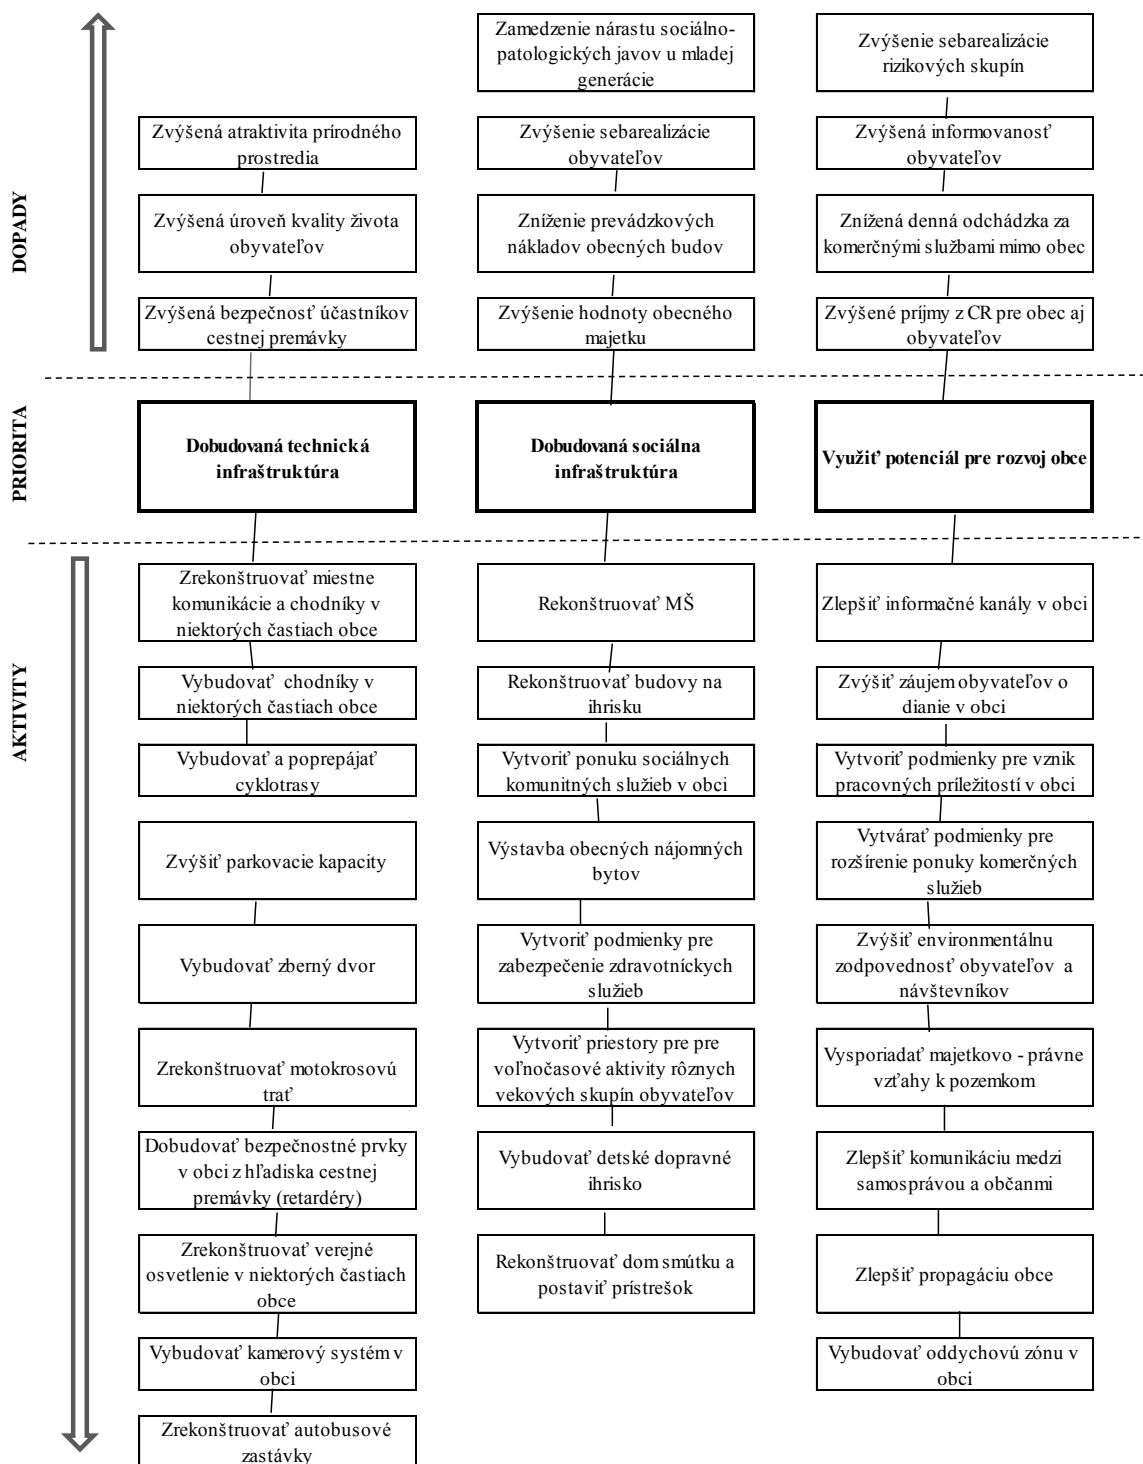 DOPADY
Zvýšená atraktivita prírodného
prostredia
Zvýšená úroveň kvality života
obyvateľov
Zvýšená bezpečnosť účastníkov
cestnej premávky
Zamedzenie nárastu sociálno-
patologických javov u mladej
generácie
Zvýšenie sebarealizácie
obyvateľov
Zníženie prevádzkových
nákladov obecných budov
Zvýšenie hodnoty obecného
majetku
Zvýšenie sebarealizácie
rizikových skupín
Zvýšená informovanosť
obyvateľov
Znížená denná odchádzka za
komerčnými službami mimo obec
Zvýšené príjmy z CR pre obec aj
obyvateľov
PRIORITA
Dobudovaná technická
infraštruktúra
Dobudovaná sociálna
infraštruktúra
Využiť potenciál pre rozvoj obce
AKTIVITY
Zrekonštruovať miestne
komunikácie a chodníky v
niektorých častiach obce
Vybudovať chodníky v
niektorých častiach obce
Vybudovať a poprepájať
cyklotrasy
Zvýšiť parkovacie kapacity
Vybudovať zberný dvor
Zrekonštruovať motokrosovú
trať
Dobudovať bezpečnostné prvky
v obci z hľadiska cestnej
premávky (retardéry)
Zrekonštruovať verejné
osvetlenie v niektorých častiach
obce
Vybudovať kamerový systém v
obci
Zrekonštruovať autobusové
zastávky
Rekonštruovať MŠ
Rekonštruovať budovy na
ihrisku
Vytvoriť ponuku sociálnych
komunitných služieb v obci
Výstavba obecných nájomných
bytov
Vytvoriť podmienky pre
zabezpečenie zdravotníckych
služieb
Vytvoriť priestory pre pre
voľnočasové aktivity rôznych
vekových skupín obyvateľov
Vybudovať detské dopravné
ihrisko
Rekonštruovať dom smútku a
postaviť prístrešok
Zlepšiť informačné kanály v obci
Zvýšiť záujem obyvateľov o
dianie v obci
Vytvoriť podmienky pre vznik
pracovných príležitostí v obci
Vytvárať podmienky pre
rozšírenie ponuky komerčných
služieb
Zvýšiť environmentálnu
zodpovednosť obyvateľov a
návštevníkov
Vysporiadať majetkovo - právne
vzťahy k pozemkom
Zlepšiť komunikáciu medzi
samosprávou a občanmi
Zlepšiť propagáciu obce
Vybudovať oddychovú zónu v
obci